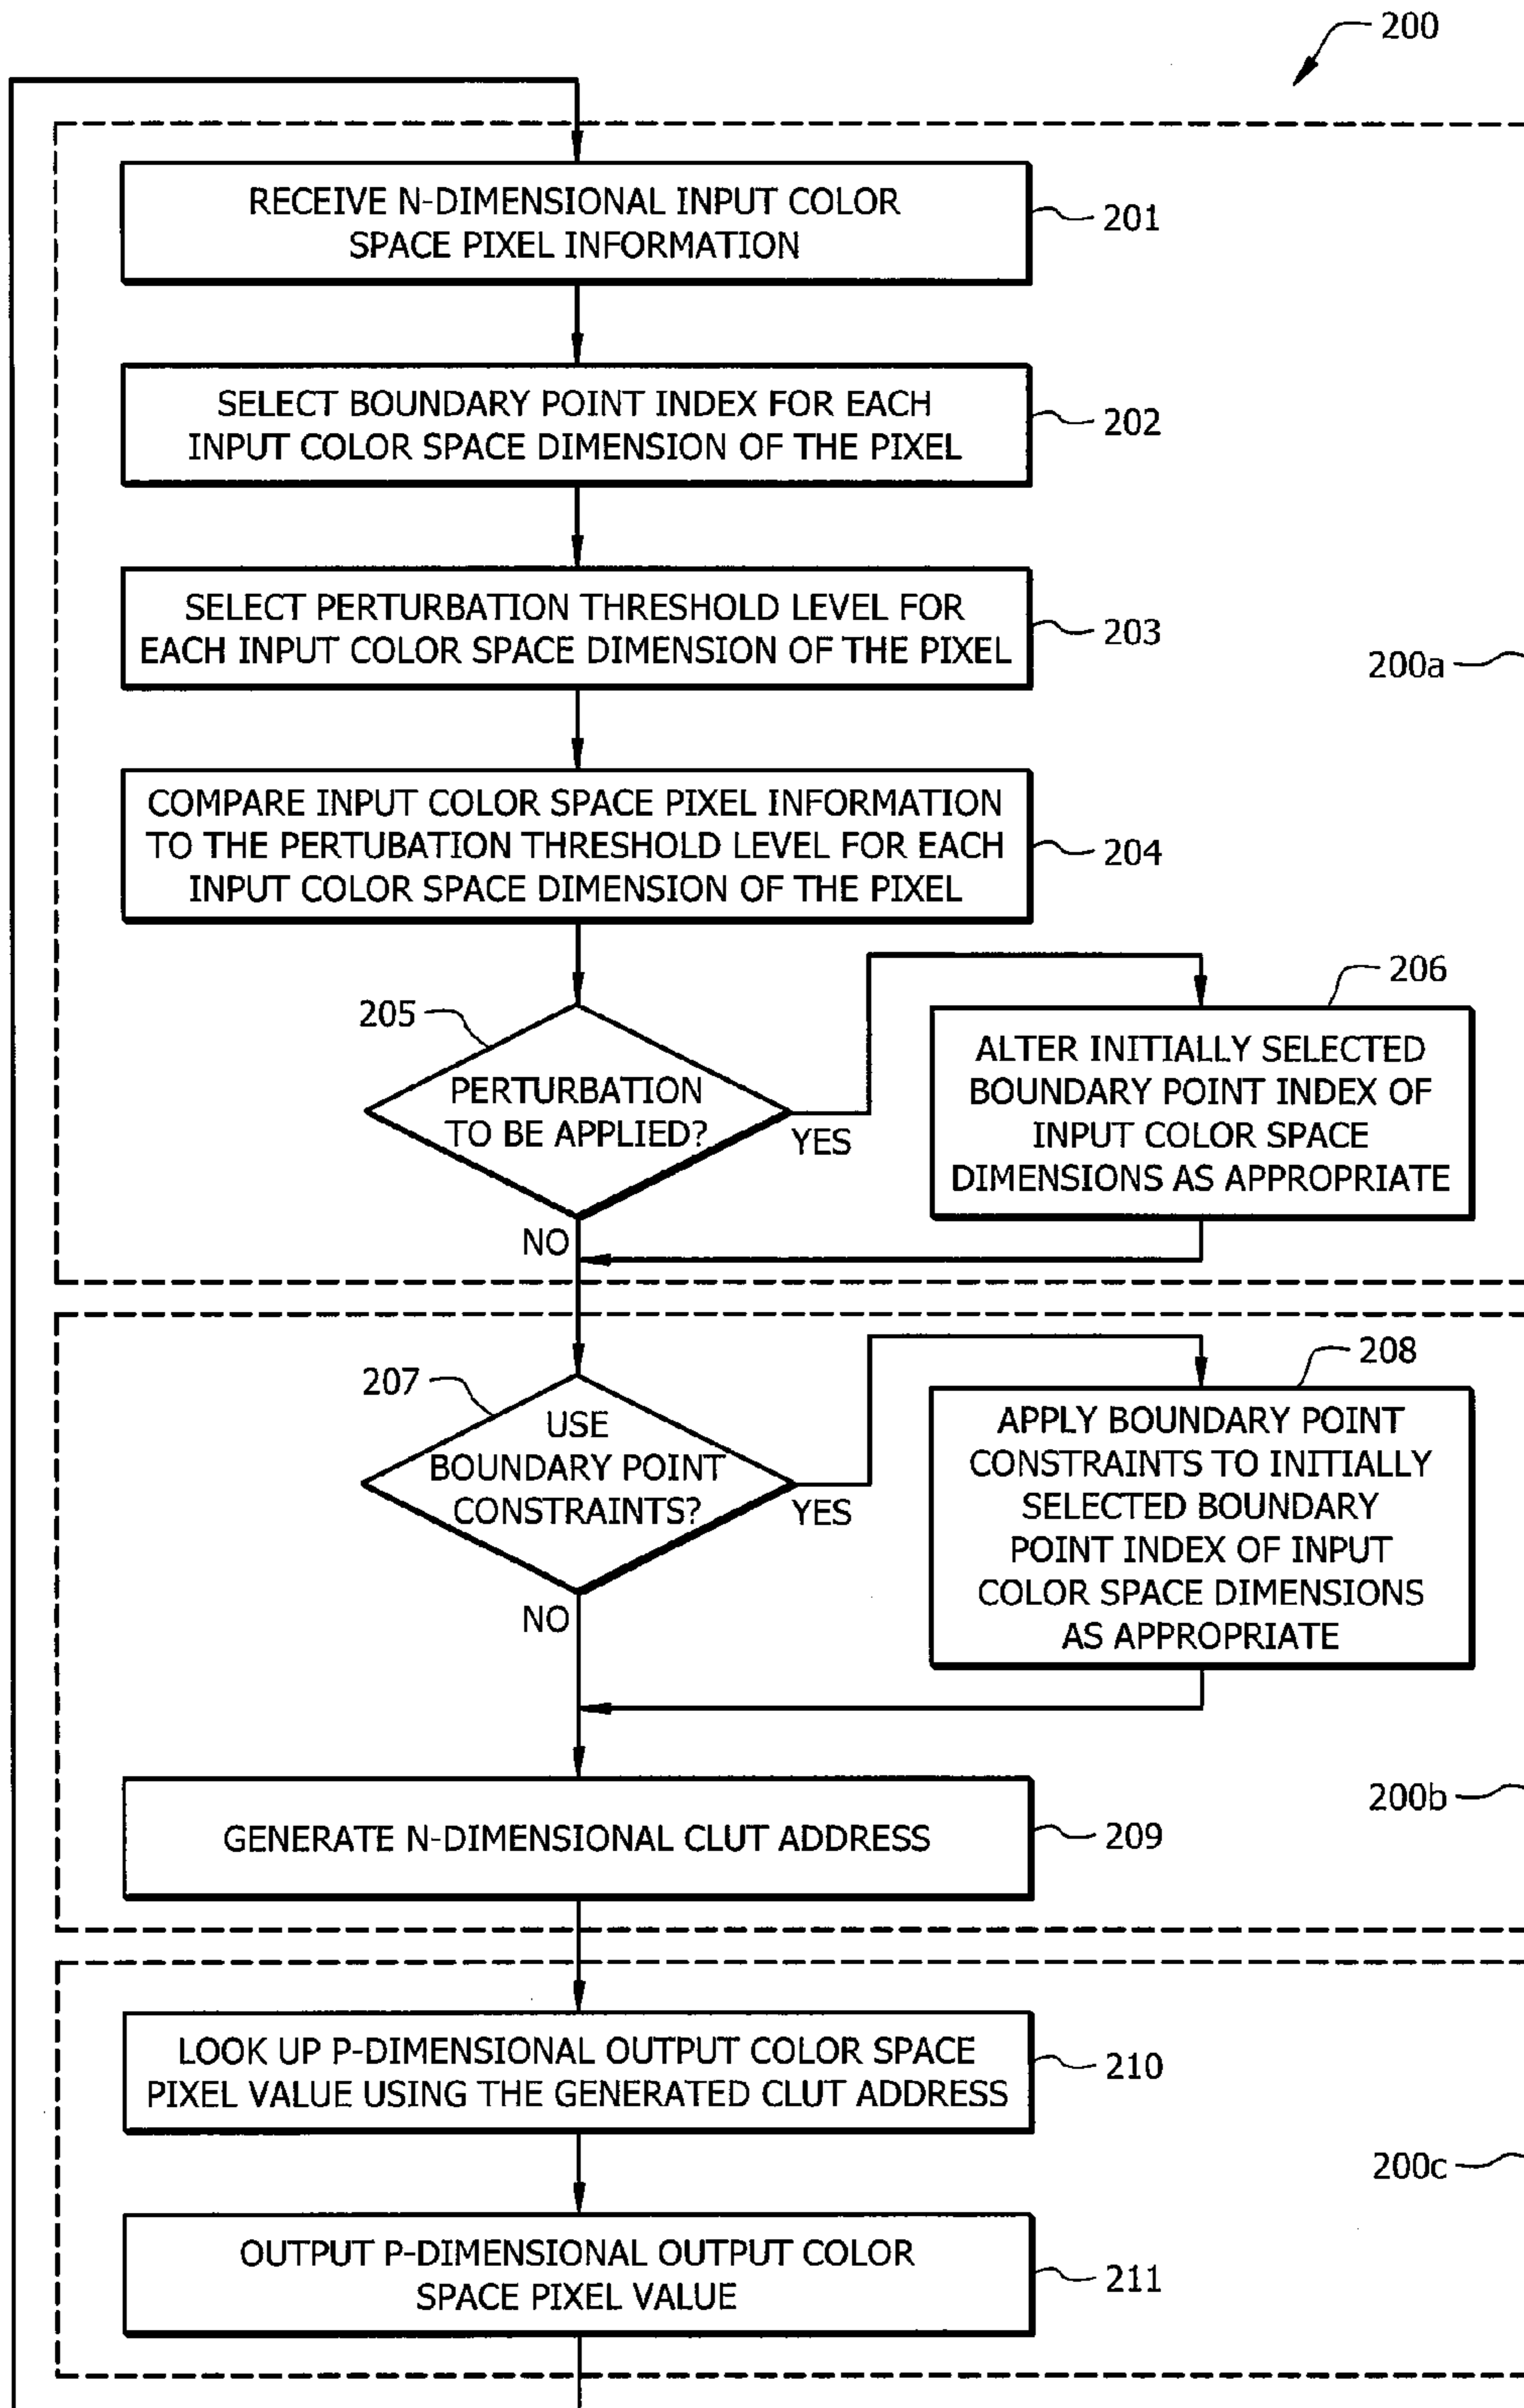 200
RECEIVE N-DIMENSIONAL INPUT COLOR
SPACE PIXEL INFORMATION
201
SELECT BOUNDARY POINT INDEX FOR EACH
INPUT COLOR SPACE DIMENSION OF THE PIXEL
202
SELECT PERTURBATION THRESHOLD LEVEL FOR
EACH INPUT COLOR SPACE DIMENSION OF THE PIXEL
203
200a
COMPARE INPUT COLOR SPACE PIXEL INFORMATION
TO THE PERTUBATION THRESHOLD LEVEL FOR EACH
INPUT COLOR SPACE DIMENSION OF THE PIXEL
204
205
PERTURBATION
TO BE APPLIED?
YES
NO
206
ALTER INITIALLY SELECTED
BOUNDARY POINT INDEX OF
INPUT COLOR SPACE
DIMENSIONS AS APPROPRIATE
207
USE
BOUNDARY POINT
CONSTRAINTS?
YES
NO
208
APPLY BOUNDARY POINT
CONSTRAINTS TO INITIALLY
SELECTED BOUNDARY
POINT INDEX OF INPUT
COLOR SPACE DIMENSIONS
AS APPROPRIATE
200b
GENERATE N-DIMENSIONAL CLUT ADDRESS
209
LOOK UP P-DIMENSIONAL OUTPUT COLOR SPACE
PIXEL VALUE USING THE GENERATED CLUT ADDRESS
210
200c
OUTPUT P-DIMENSIONAL OUTPUT COLOR
SPACE PIXEL VALUE
211